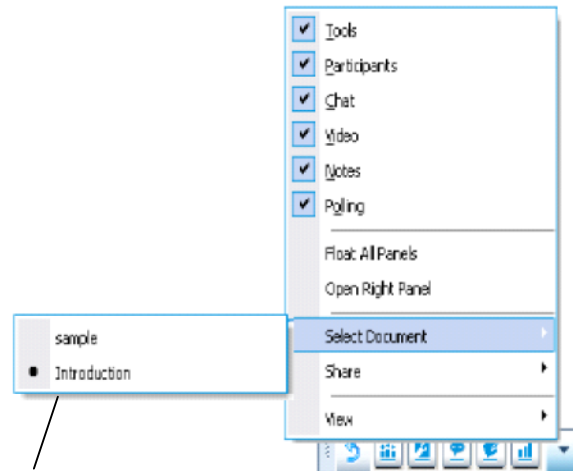 Tools
Participants
Chat
Video
Notes
Polling
Float All Panels
Open Right Panel
Select Document
Share
View
sample
Introduction